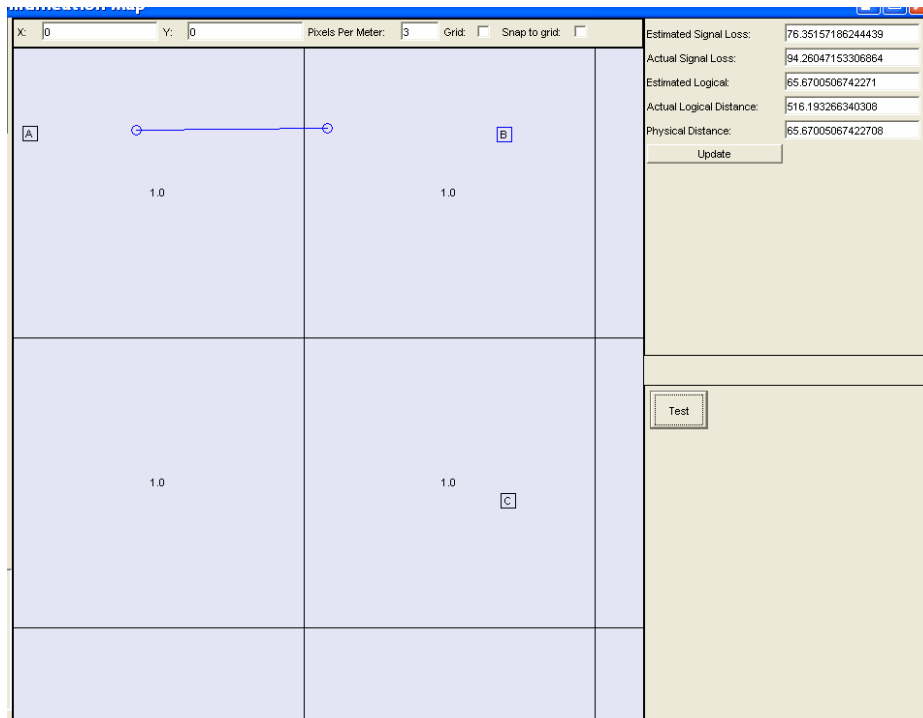 X: 0 Y: 0 Pixels Per Meter: 3 Grid: Snap to grid:
Estimated Signal Loss: 76.35157186244439
Actual Signal Loss: 94.26047153306864
Estimated Logical: 65.6700506742271
Actual Logical Distance: 516.193266340308
Physical Distance: 65.67005067422708
Update
A B
1.0 1.0
Test
1.0 1.0
C